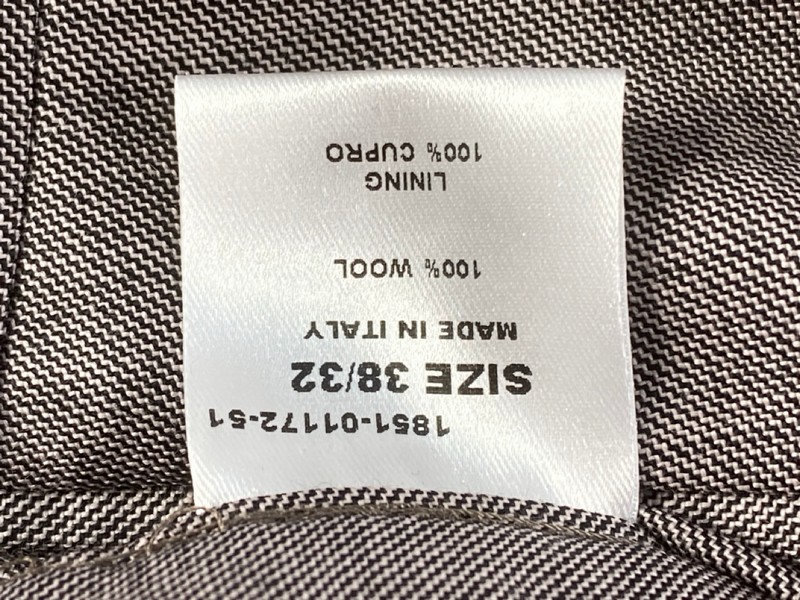 1851-01172-51
SIZE 38/32
MADE IN ITALY
100% WOOL
LINING
100% CUPRO